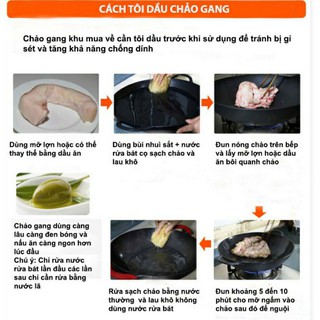 CÁCH TÔI DẦU CHẢO GANG
Chảo gang khu mua về cần tôi dầu trước khi sử dụng để tránh bị gỉ
sét và tăng khả năng chống dính
Dùng mỡ lợn hoặc có thể
thay thế bằng dầu ăn
Dùng bùi nhui sắt + nước
rửa bát cọ sạch chảo và
lau khô
Đun nóng chảo trên bếp
và lấy mỡ lợn hoặc dầu
ăn bôi quanh chảo
Chảo gang dùng càng
lâu càng đen bóng và
nấu ăn càng ngon hơn
lúc đầu
Chú ý: Chỉ rửa nước
rửa bát lần đầu các lần
sau chỉ cần rửa bằng
nước lã
Rửa sạch chảo bằng nước
thường và lau khô không
dùng nước rửa bát
Đun khoảng 5 đến 10
phút cho mỡ ngấm vào
chảo sau đó để nguội